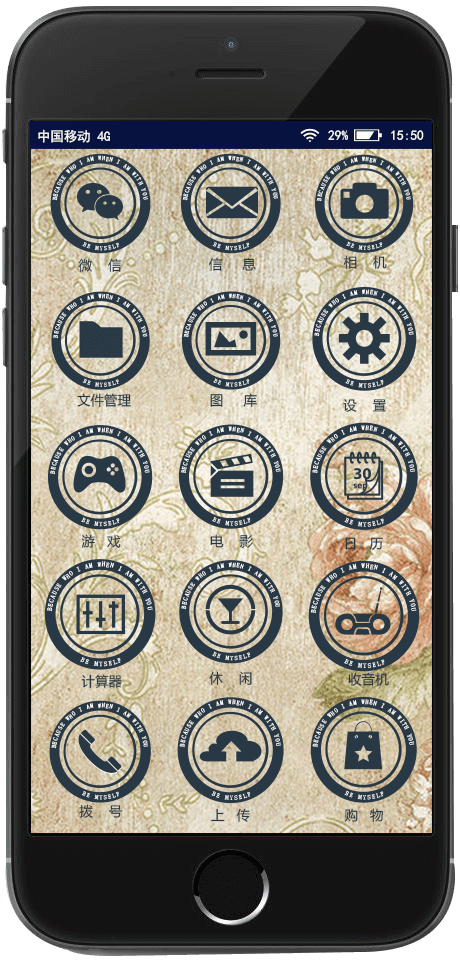 中国移动 4G 29% 15:50
BECAUSE WHO I AM WHEN I AM WITH YOU
BE MYSELF
微 信
BECAUSE WHO I AM WHEN I AM WITH YOU
BE MYSELF
信 息
BECAUSE WHO I AM WHEN I AM WITH YOU
BE MYSELF
相 机
BECAUSE WHO I AM WHEN I AM WITH YOU
BE MYSELF
文件管理
BECAUSE WHO I AM WHEN I AM WITH YOU
BE MYSELF
图 库
BECAUSE WHO I AM WHEN I AM WITH YOU
BE MYSELF
设 置
BECAUSE WHO I AM WHEN I AM WITH YOU
BE MYSELF
游 戏
BECAUSE WHO I AM WHEN I AM WITH YOU
BE MYSELF
电 影
BECAUSE WHO I AM WHEN I AM WITH YOU
30
sep
BE MYSELF
日 历
BECAUSE WHO I AM WHEN I AM WITH YOU
BE MYSELF
计算器
BECAUSE WHO I AM WHEN I AM WITH YOU
BE MYSELF
休 闲
BECAUSE WHO I AM WHEN I AM WITH YOU
BE MYSELF
收音机
BECAUSE WHO I AM WHEN I AM WITH YOU
BE MYSELF
拨 号
BECAUSE WHO I AM WHEN I AM WITH YOU
BE MYSELF
上 传
BECAUSE WHO I AM WHEN I AM WITH YOU
BE MYSELF
购 物